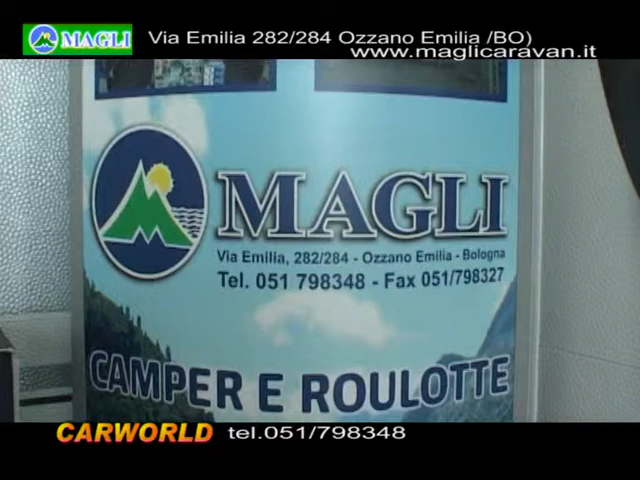 MAGLI Via Emilia 282/284 Ozzano Emilia /BO)
www.maglicaravan.it
MAGLI
Via Emilia, 282/284 - Ozzano Emilia - Bologna
Tel. 051 798348 - Fax 051/798327
CAMPER E ROULOTTE
CARWORLD tel.051/798348